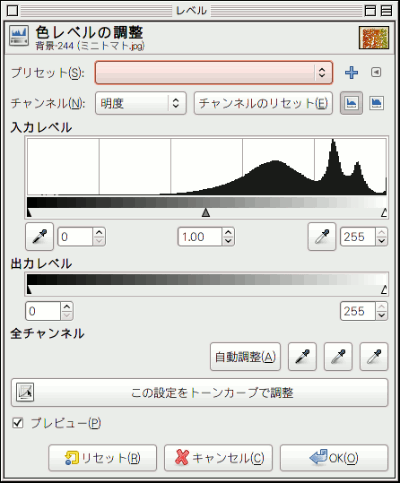 レベル
色レベルの調整
背景-244 (ミニトマト.jpg)
プリセット(S):
チャンネル(N): 明度 チャンネルのリセット(E)
入力レベル
0 1.00 255
出力レベル
0 255
全チャンネル
自動調整(A)
この設定をトーンカーブで調整
プレビュー(P)
リセット(R) キャンセル(C) OK(O)